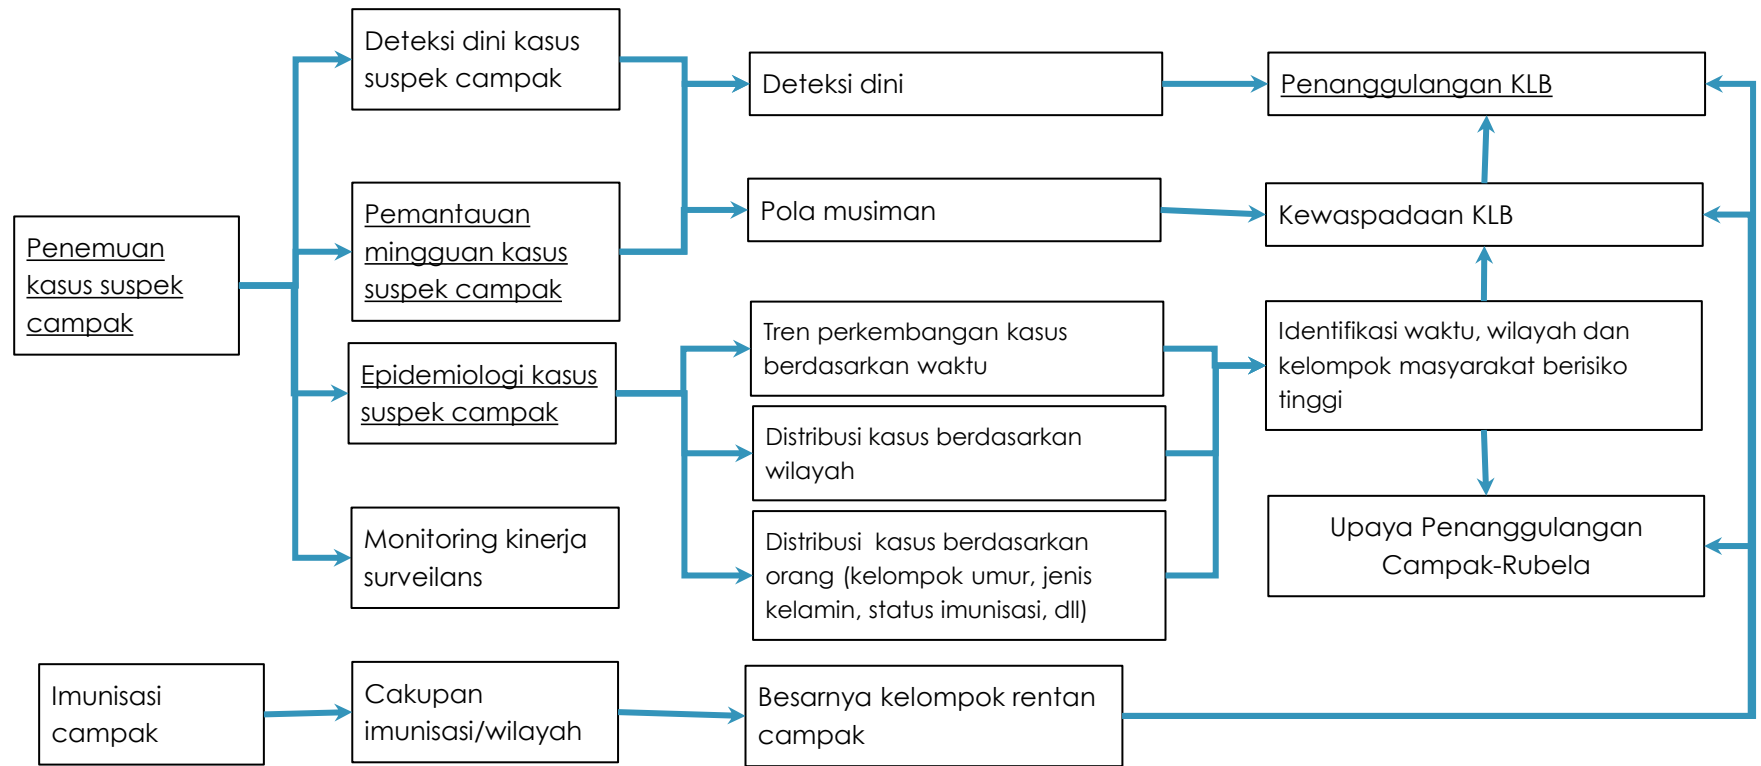 Deteksi dini kasus
suspek campak
Deteksi dini
Penanggulangan KLB
Penemuan
kasus suspek
campak
Pemantauan
mingguan kasus
suspek campak
Pola musiman
Kewaspadaan KLB
Epidemiologi kasus
suspek campak
Tren perkembangan kasus
berdasarkan waktu
Identifikasi waktu, wilayah dan
kelompok masyarakat berisiko
tinggi
Distribusi kasus berdasarkan
wilayah
Monitoring kinerja
surveilans
Distribusi  kasus berdasarkan
orang (kelompok umur, jenis
kelamin, status imunisasi, dll)
Upaya Penanggulangan
Campak-Rubela
Imunisasi
campak
Cakupan
imunisasi/wilayah
Besarnya kelompok rentan
campak